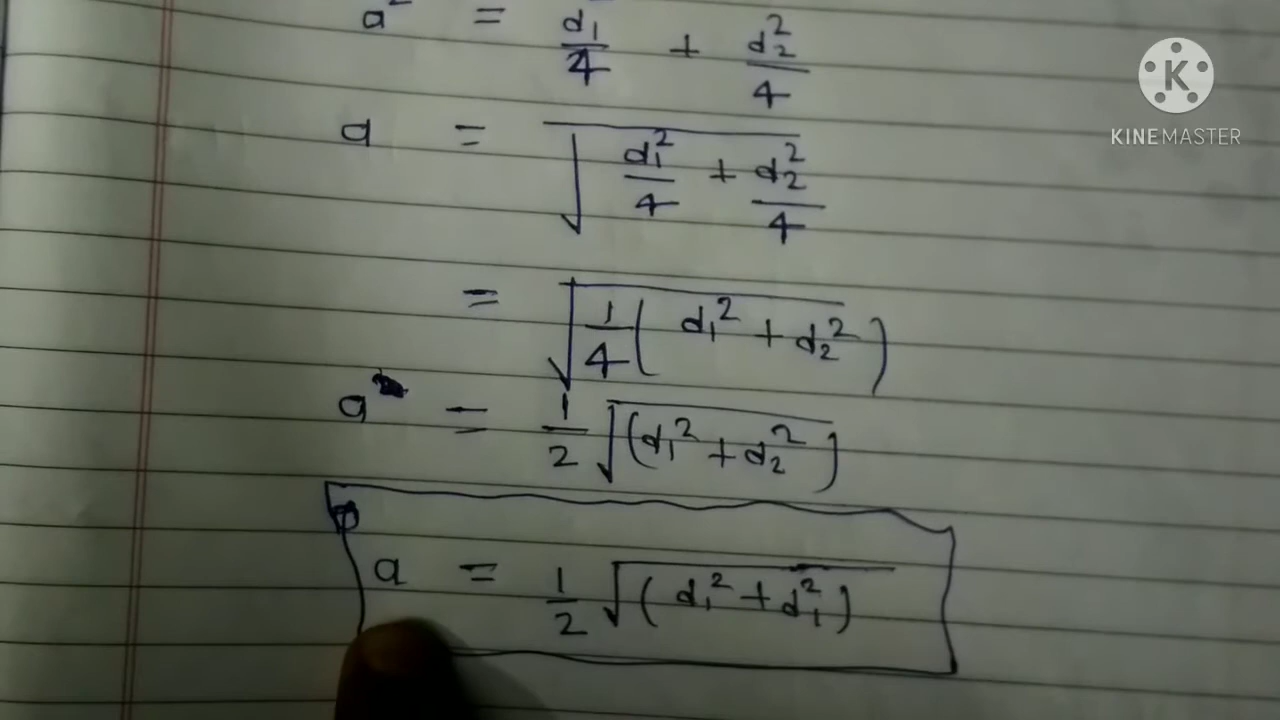 a² = d₁/4 + d₂²/4
K
KINEMASTER
a = √(d₁²/4 + d₂²/4)
= √(1/4 (d₁² + d₂²))
a = 1/2 √(d₁² + d₂²)
a = 1/2 √(d₁² + d₁²)